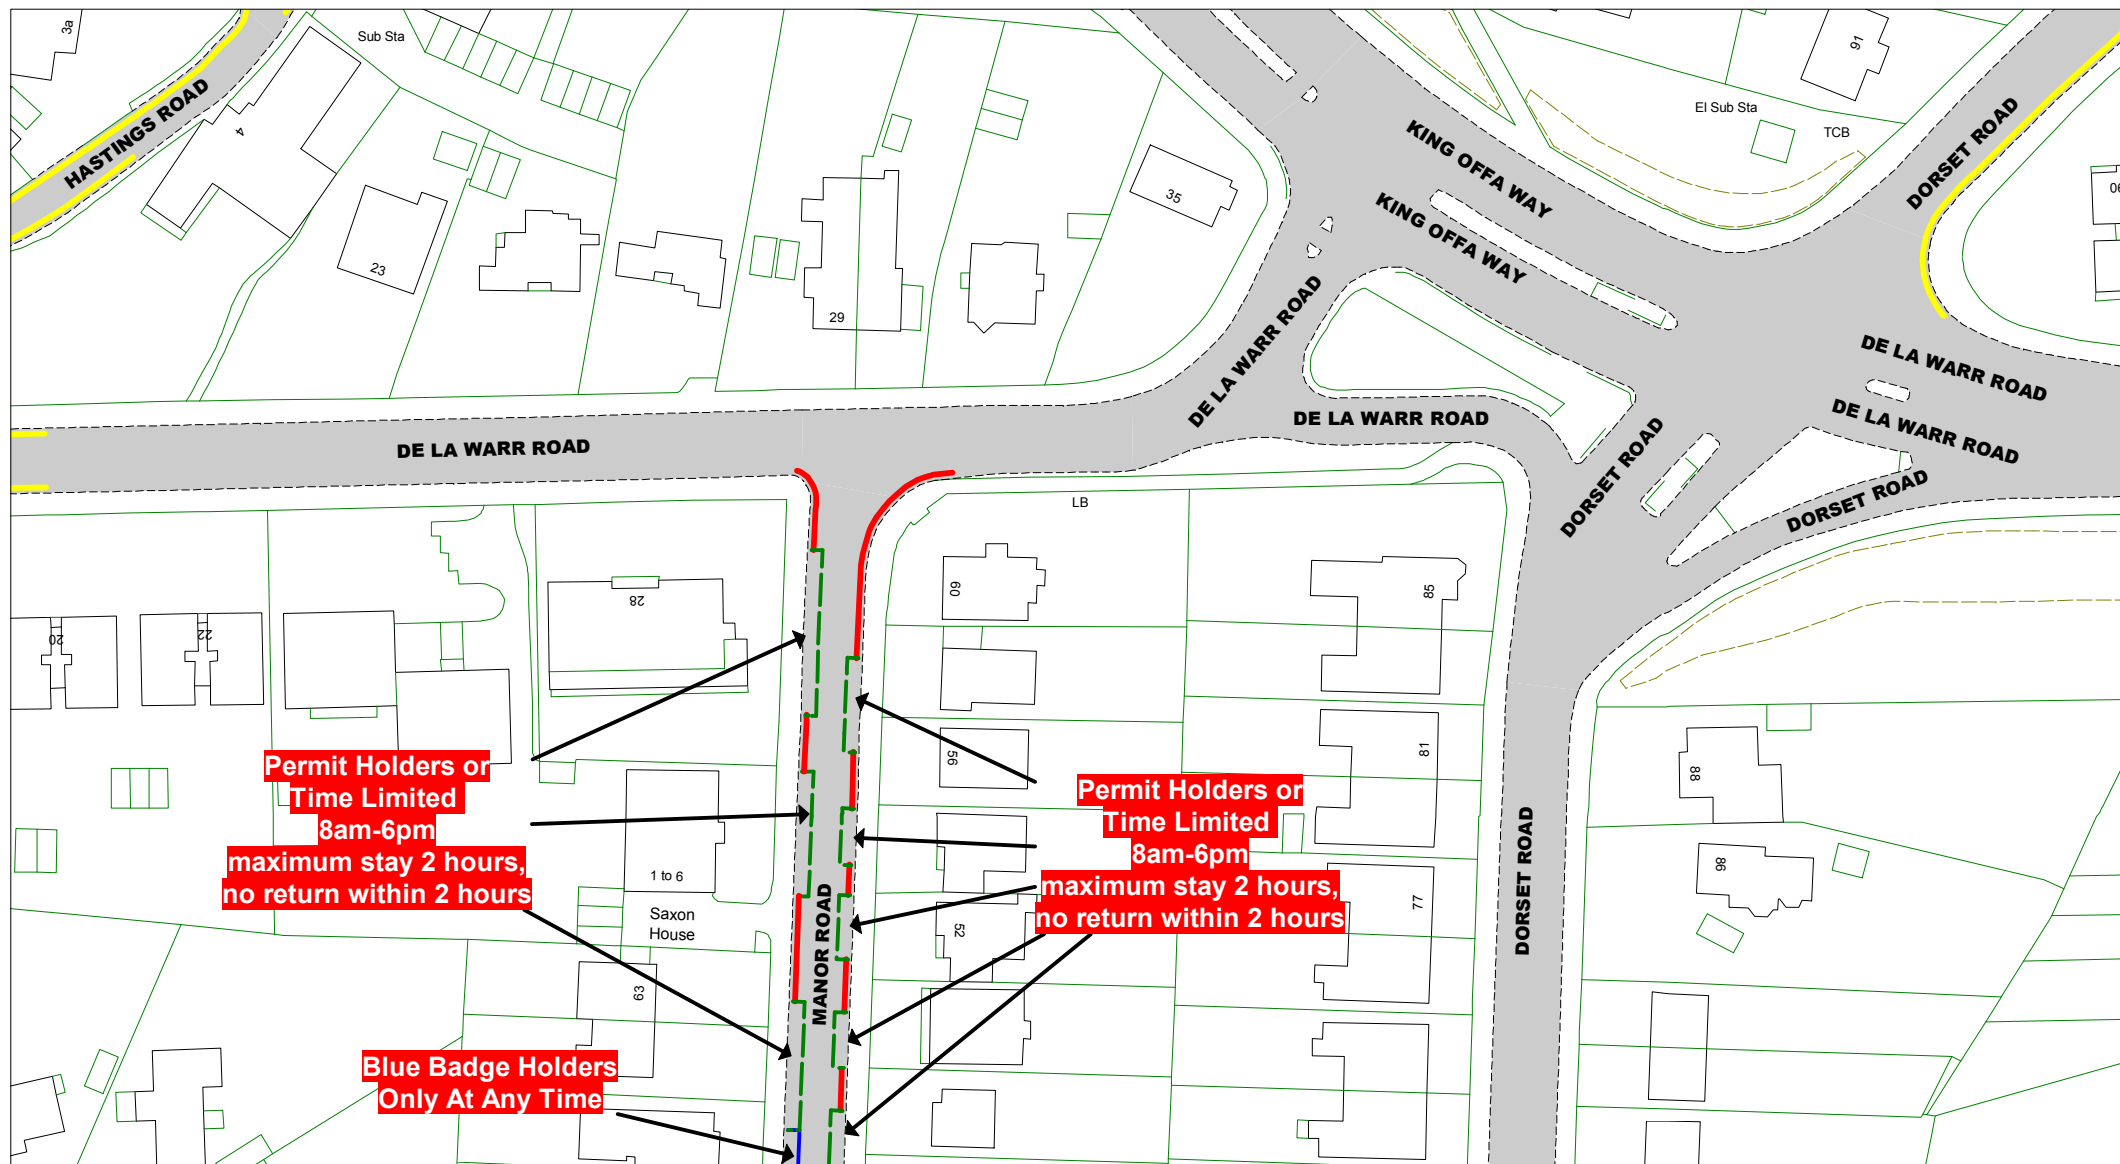 3a
Sub Sta
91
El Sub Sta
TCB
HASTINGS ROAD
4
KING OFFA WAY
DORSET ROAD
90
35
KING OFFA WAY
23
29
DE LA WARR ROAD
DE LA WARR ROAD
DE LA WARR ROAD
DE LA WARR ROAD
DE LA WARR ROAD
DORSET ROAD
DORSET ROAD
LB
28
60
85
20
22
56
81
88
Permit Holders or
Time Limited
8am-6pm
maximum stay 2 hours,
no return within 2 hours
Permit Holders or
Time Limited
8am-6pm
maximum stay 2 hours,
no return within 2 hours
1 to 6
Saxon
House
MANOR ROAD
DORSET ROAD
86
52
77
63
Blue Badge Holders
Only At Any Time